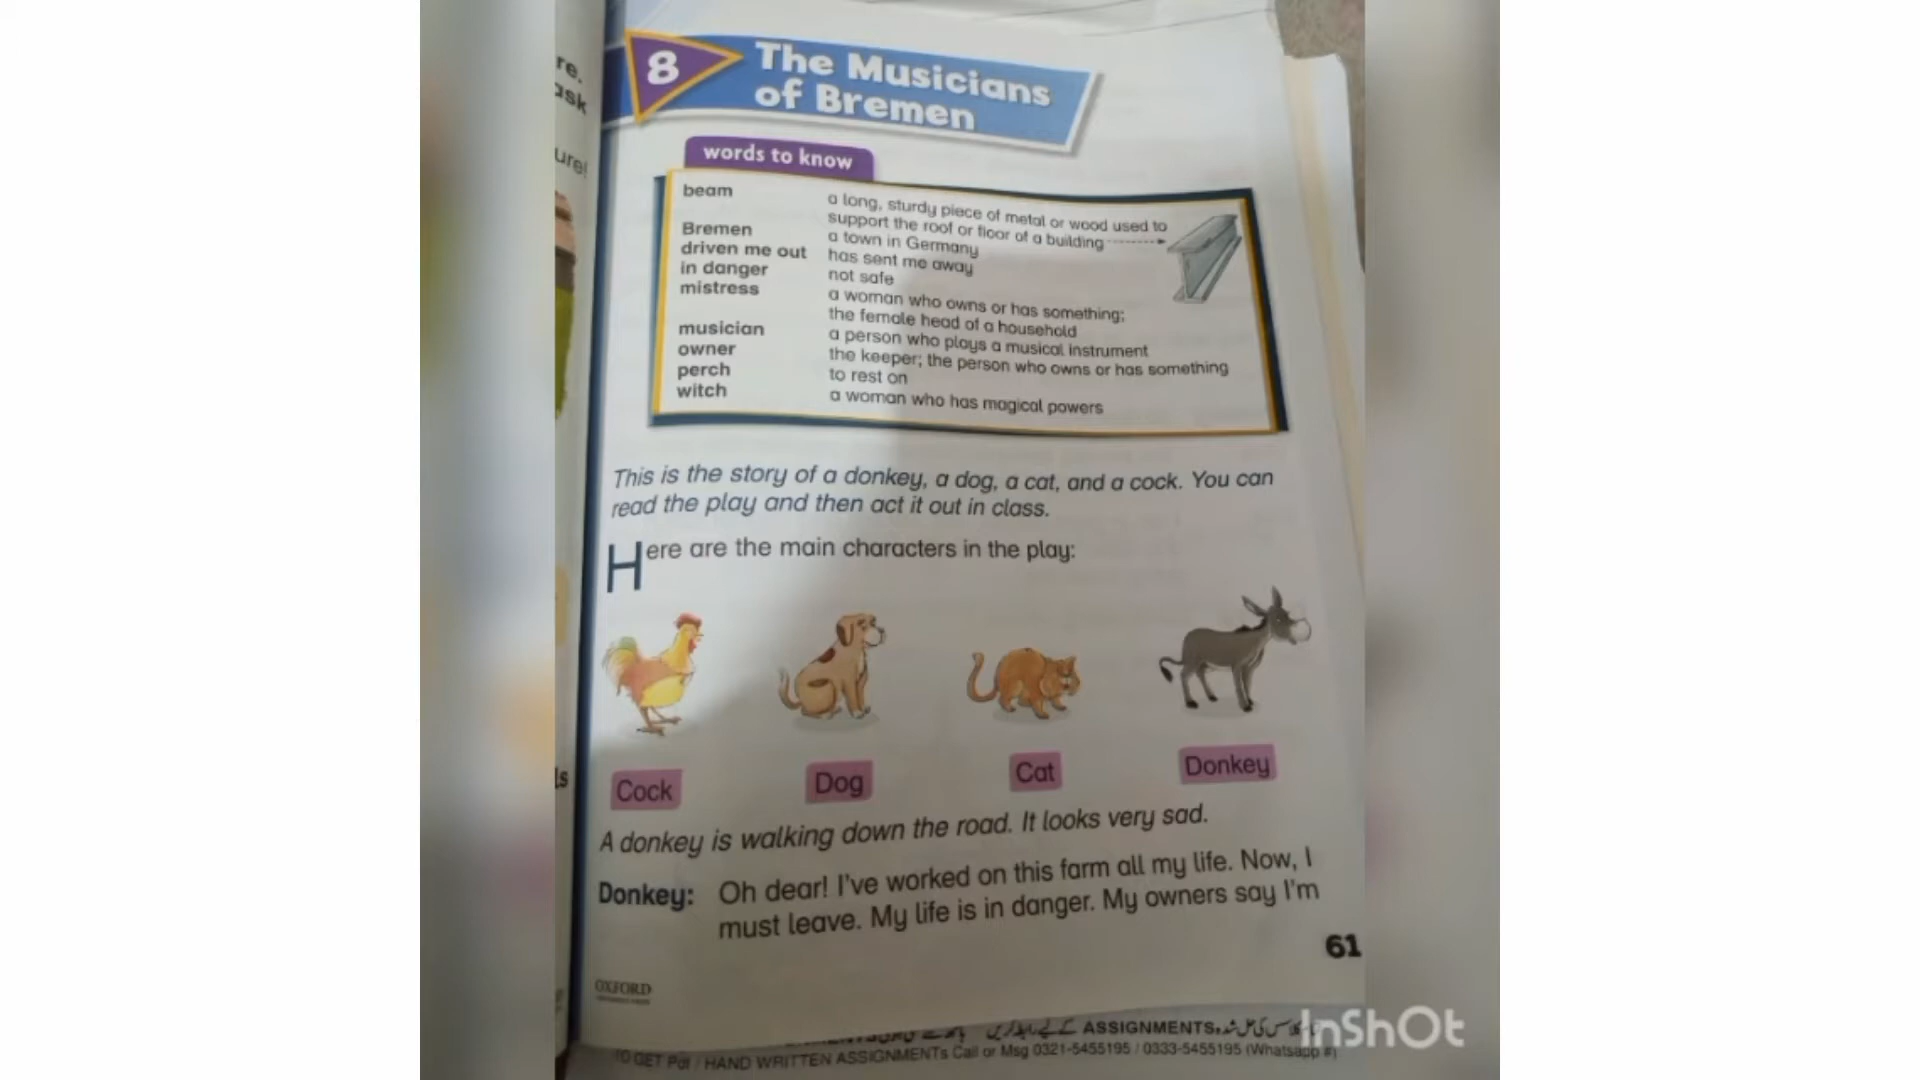 re.
ask
ure!
ls
8
The Musicians
of Bremen
words to know
beam a long, sturdy piece of metal or wood used to
support the roof or floor of a building
Bremen a town in Germany
driven me out has sent me away
in danger not safe
mistress a woman who owns or has something;
the female head of a household
musician a person who plays a musical instrument
owner the keeper; the person who owns or has something
perch to rest on
witch a woman who has magical powers
This is the story of a donkey, a dog, a cat, and a cock. You can
read the play and then act it out in class.
Here are the main characters in the play:
Cock Dog Cat Donkey
A donkey is walking down the road. It looks very sad.
Donkey: Oh dear! I've worked on this farm all my life. Now, I
must leave. My life is in danger. My owners say I'm
61
OXFORD
ASSIGNMENTS
TO GET Pdf / HAND WRITTEN ASSIGNMENTs Call or Msg 0321-5455195 / 0333-5455195 (Whatsapp #)
InShOt